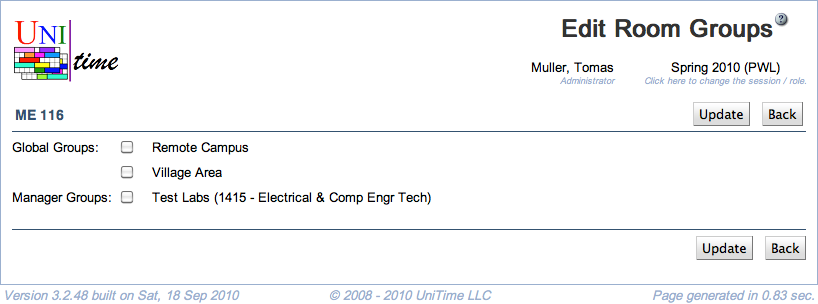 UNI time
Edit Room Groups ?
Muller, Tomas Spring 2010 (PWL)
Administrator Click here to change the session / role.
ME 116 Update Back
Global Groups: Remote Campus
Village Area
Manager Groups: Test Labs (1415 - Electrical & Comp Engr Tech)
Update Back
Version 3.2.48 built on Sat, 18 Sep 2010 © 2008 - 2010 UniTime LLC Page generated in 0.83 sec.